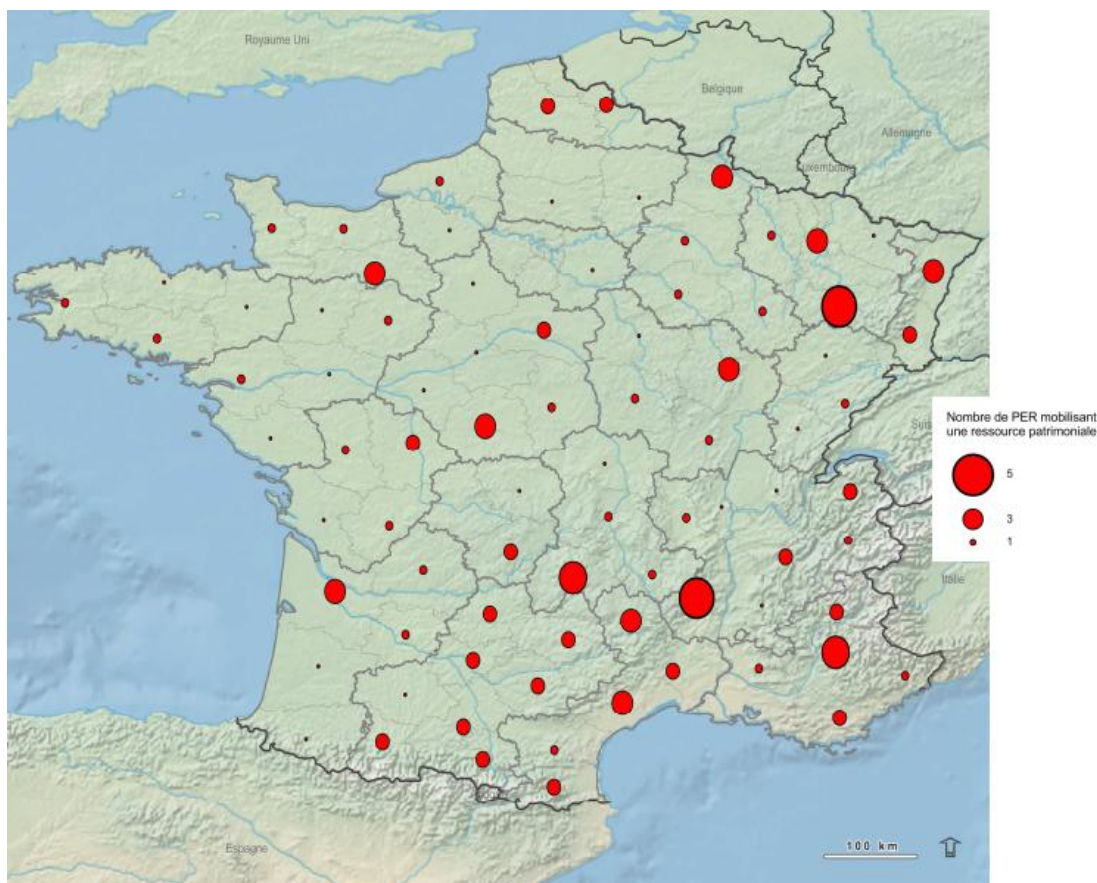 Royaume Uni
Belgique
Allemagne
Luxembourg
Nombre de PER mobilisant
une ressource patrimoniale
5
3
1
Suis
Italie
Espagne
100 km